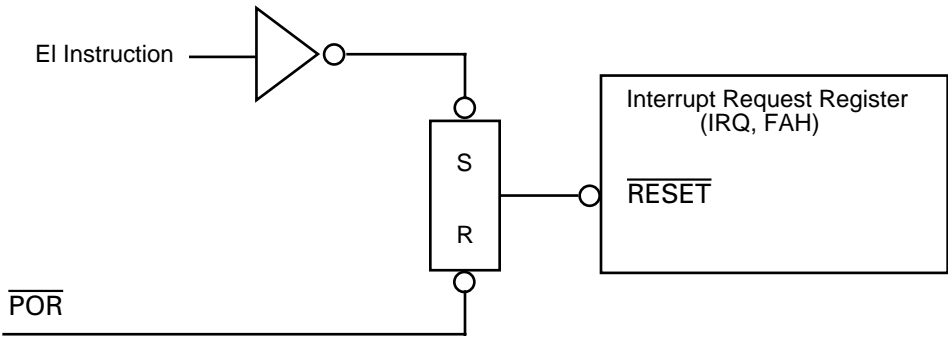 EI Instruction
Interrupt Request Register
(IRQ, FAH)
S
RESET
R
POR